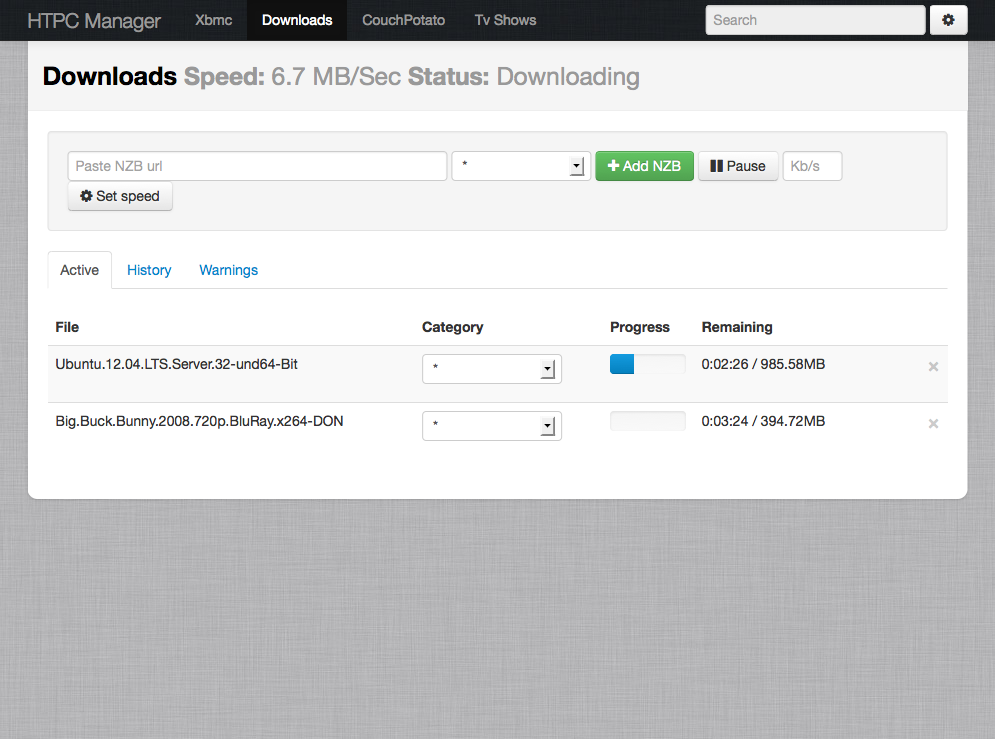 HTPC Manager Xbmc Downloads CouchPotato Tv Shows Search
Downloads Speed: 6.7 MB/Sec Status: Downloading
Paste NZB url * Add NZB Pause Kb/s
Set speed
Active History Warnings
File Category Progress Remaining
Ubuntu.12.04.LTS.Server.32-und64-Bit * 0:02:26 / 985.58MB
Big.Buck.Bunny.2008.720p.BluRay.x264-DON * 0:03:24 / 394.72MB